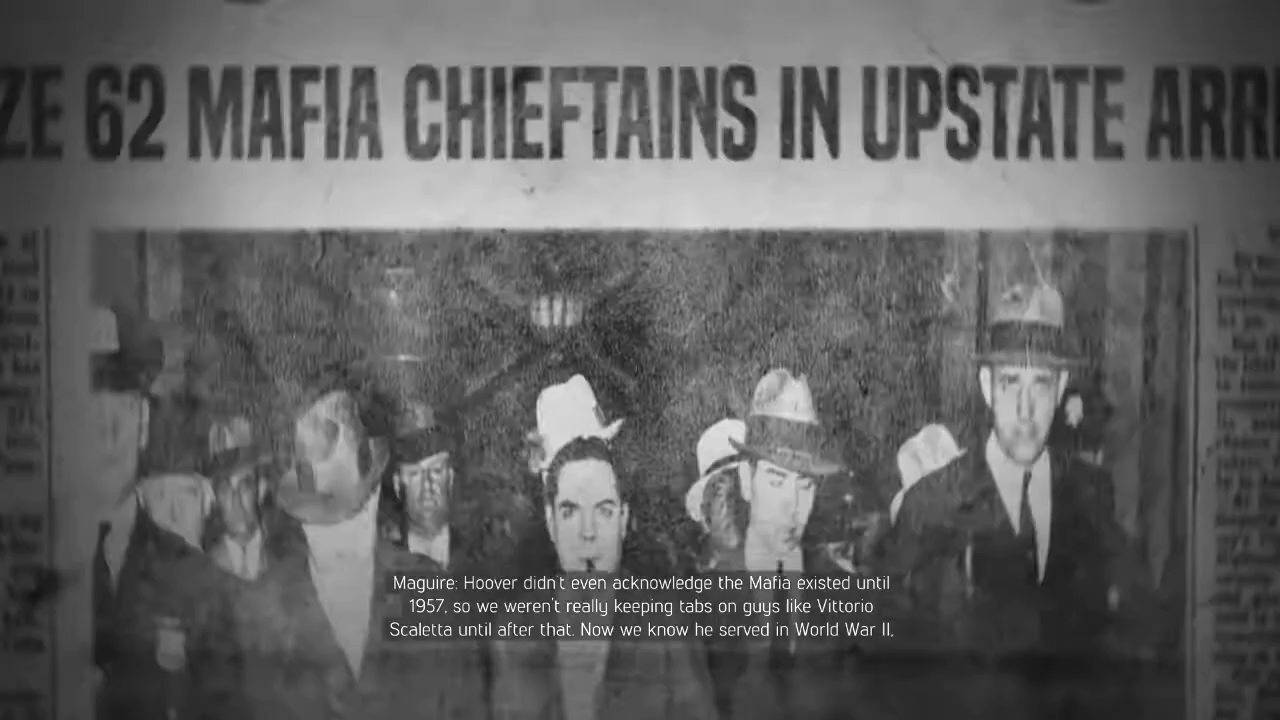 ZE 62 MAFIA CHIEFTAINS IN UPSTATE ARR
Maguire: Hoover didn't even acknowledge the Mafia existed until
1957, so we weren't really keeping tabs on guys like Vittorio
Scaletta until after that. Now we know he served in World War II,